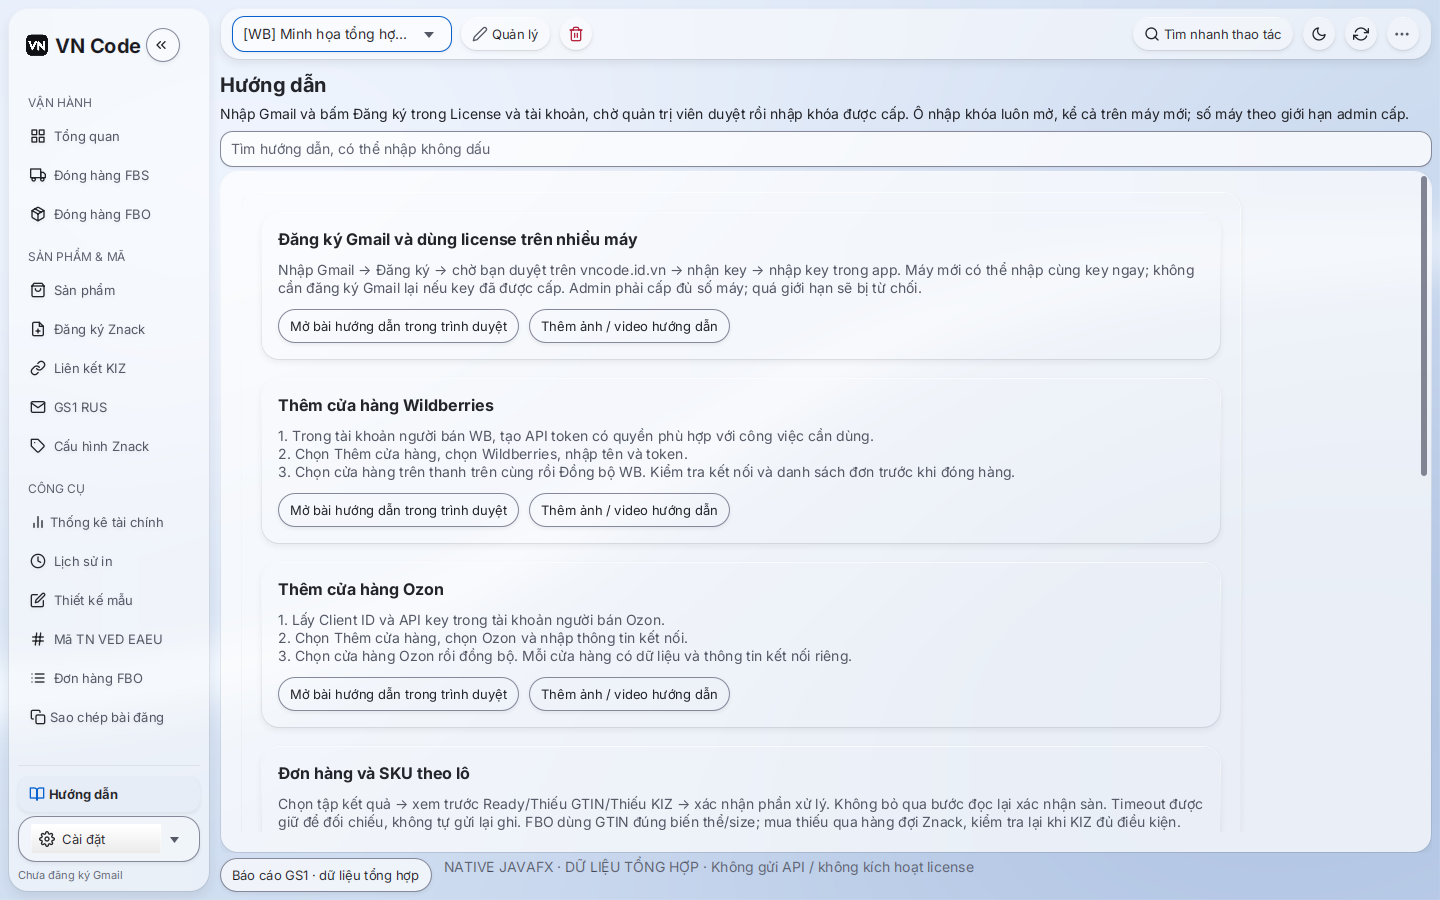 VN VN Code
VẬN HÀNH
Tổng quan
Đóng hàng FBS
Đóng hàng FBO
SẢN PHẨM & MÃ
Sản phẩm
Đăng ký Znack
Liên kết KIZ
GS1 RUS
Cấu hình Znack
CÔNG CỤ
Thống kê tài chính
Lịch sử in
Thiết kế mẫu
Mã TN VED EAEU
Đơn hàng FBO
Sao chép bài đăng
Hướng dẫn
Cài đặt
Chưa đăng ký Gmail
[WB] Minh họa tổng hợ...
Quản lý
Tìm nhanh thao tác
Hướng dẫn
Nhập Gmail và bấm Đăng ký trong License và tài khoản, chờ quản trị viên duyệt rồi nhập khóa được cấp. Ô nhập khóa luôn mở, kể cả trên máy mới; số máy theo giới hạn admin cấp.
Tìm hướng dẫn, có thể nhập không dấu
Đăng ký Gmail và dùng license trên nhiều máy
Nhập Gmail → Đăng ký → chờ bạn duyệt trên vncode.id.vn → nhận key → nhập key trong app. Máy mới có thể nhập cùng key ngay; không
cần đăng ký Gmail lại nếu key đã được cấp. Admin phải cấp đủ số máy; quá giới hạn sẽ bị từ chối.
Mở bài hướng dẫn trong trình duyệt
Thêm ảnh / video hướng dẫn
Thêm cửa hàng Wildberries
1. Trong tài khoản người bán WB, tạo API token có quyền phù hợp với công việc cần dùng.
2. Chọn Thêm cửa hàng, chọn Wildberries, nhập tên và token.
3. Chọn cửa hàng trên thanh trên cùng rồi Đồng bộ WB. Kiểm tra kết nối và danh sách đơn trước khi đóng hàng.
Mở bài hướng dẫn trong trình duyệt
Thêm ảnh / video hướng dẫn
Thêm cửa hàng Ozon
1. Lấy Client ID và API key trong tài khoản người bán Ozon.
2. Chọn Thêm cửa hàng, chọn Ozon và nhập thông tin kết nối.
3. Chọn cửa hàng Ozon rồi đồng bộ. Mỗi cửa hàng có dữ liệu và thông tin kết nối riêng.
Mở bài hướng dẫn trong trình duyệt
Thêm ảnh / video hướng dẫn
Đơn hàng và SKU theo lô
Chọn tập kết quả → xem trước Ready/Thiếu GTIN/Thiếu KIZ → xác nhận phần xử lý. Không bỏ qua bước đọc lại xác nhận sàn. Timeout được
giữ để đối chiếu, không tự gửi lại ghi. FBO dùng GTIN đúng biến thể/size; mua thiếu qua hàng đợi Znack, kiểm tra lại khi KIZ đủ điều kiện.
Báo cáo GS1 · dữ liệu tổng hợp
NATIVE JAVAFX · DỮ LIỆU TỔNG HỢP · Không gửi API / không kích hoạt license